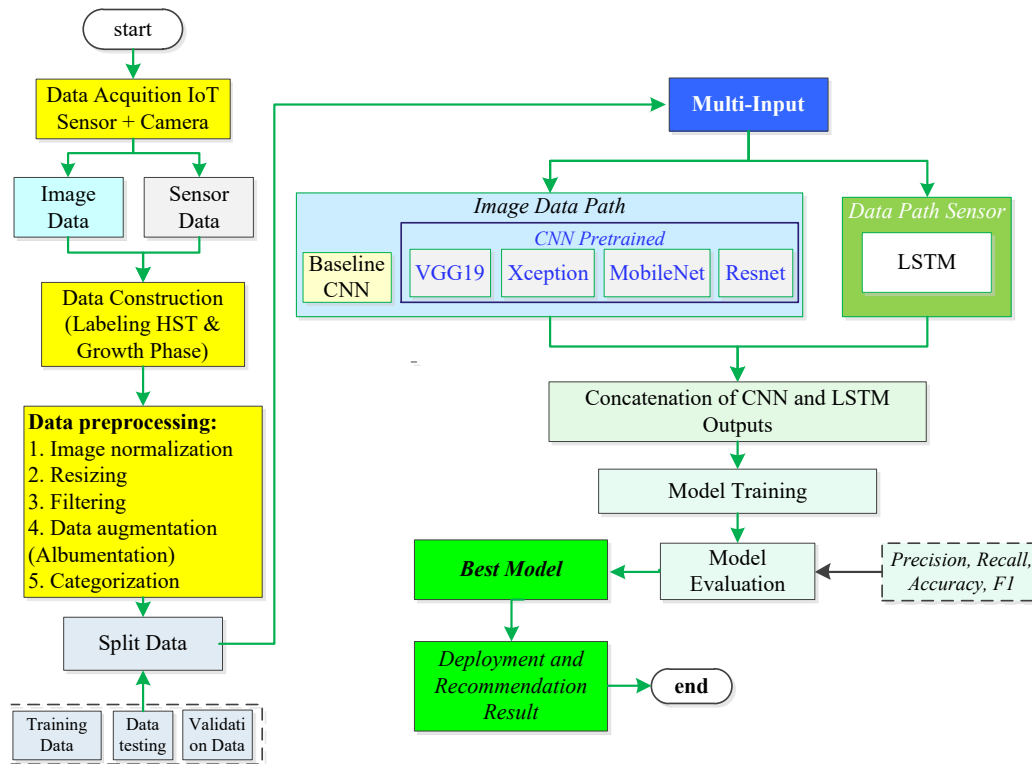 start
Data Acquition IoT
Sensor + Camera
Image
Data
Sensor
Data
Data Construction
(Labeling HST &
Growth Phase)
Data preprocessing:
1. Image normalization
2. Resizing
3. Filtering
4. Data augmentation
(Albumentation)
5. Categorization
Split Data
Training
Data
Data
testing
Validati
on Data
Multi-Input
Image Data Path
CNN Pretrained
Baseline
CNN
VGG19
Xception
MobileNet
Resnet
Data Path Sensor
LSTM
Concatenation of CNN and LSTM
Outputs
Model Training
Model
Evaluation
Precision, Recall,
Accuracy, F1
Best Model
Deployment and
Recommendation
Result
end